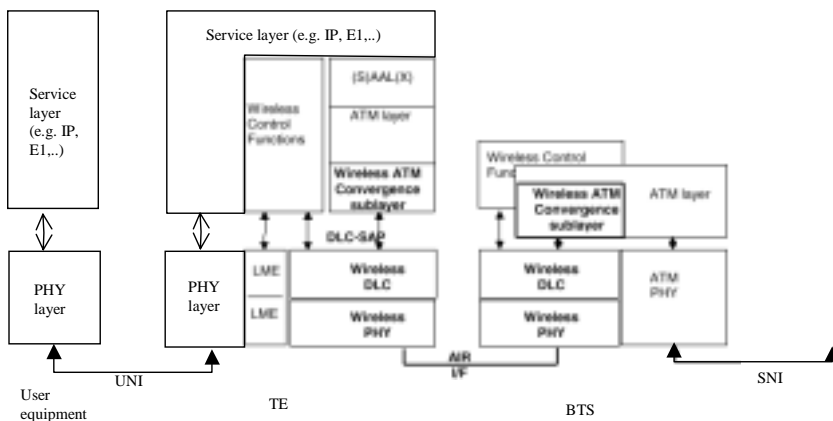 Service
layer
(e.g. IP,
E1,..)
PHY
layer
User
equipment
UNI
Service layer (e.g. IP, E1,..)
Wireless
Control
Functions
(S)AAL(X)
ATM layer
Wireless ATM
Convergence
sublayer
DLC-SAP
PHY
layer
LME
LME
Wireless
DLC
Wireless
PHY
TE
AIR
I/F
Wireless Control
Wireless ATM
Convergence
sublayer
ATM layer
Wireless
DLC
Wireless
PHY
ATM
PHY
BTS
SNI